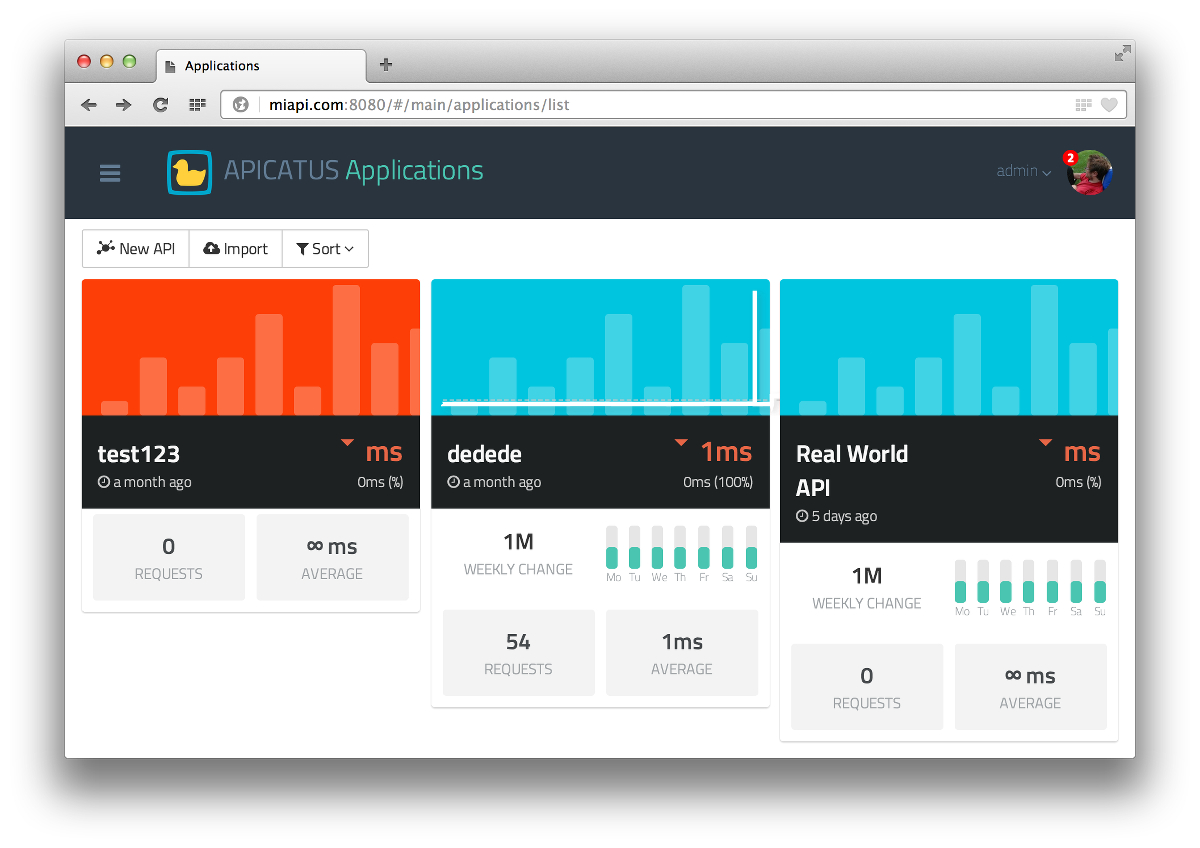 Applications
miapi.com:8080/#/main/applications/list
APICATUS Applications
admin
2
New API
Import
Sort
test123
ms
a month ago
0ms (%)
0
REQUESTS
∞ ms
AVERAGE
dedede
1ms
a month ago
0ms (100%)
1M
WEEKLY CHANGE
Mo Tu We Th Fr Sa Su
54
REQUESTS
1ms
AVERAGE
Real World
API
ms
0ms (%)
5 days ago
1M
WEEKLY CHANGE
Mo Tu We Th Fr Sa Su
0
REQUESTS
∞ ms
AVERAGE